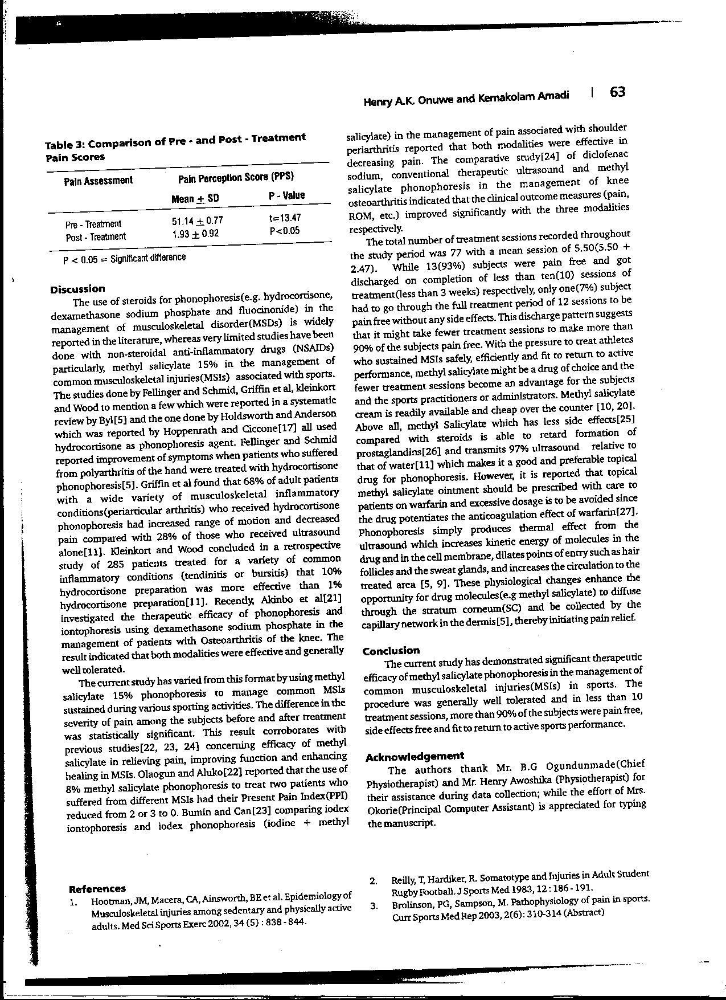 Henry A.K. Onuwe and Kemakolam Amadi | 63
Table 3: Comparison of Pre - and Post - Treatment
Pain Scores
Pain Assessment Pain Perception Score (PPS)
Mean ± SD P - Value
Pre - Treatment 51.14 ± 0.77 t=13.47
Post - Treatment 1.93 ± 0.92 P<0.05
P < 0.05 = Significant difference
Discussion
The use of steroids for phonophoresis(e.g. hydrocortisone,
dexamethasone sodium phosphate and fluocinonide) in the
management of musculoskeletal disorder(MSDs) is widely
reported in the literature, whereas very limited studies have been
done with non-steroidal anti-inflammatory drugs (NSAIDs)
particularly, methyl salicylate 15% in the management of
common musculoskeletal injuries(MSIs) associated with sports.
The studies done by Fellinger and Schmid, Griffin et al, kleinkort
and Wood to mention a few which were reported in a systematic
review by Byl[5] and the one done by Holdsworth and Anderson
which was reported by Hoppenrath and Ciccone[17] all used
hydrocortisone as phonophoresis agent. Fellinger and Schmid
reported improvement of symptoms when patients who suffered
from polyarthritis of the hand were treated with hydrocortisone
phonophoresis[5]. Griffin et al found that 68% of adult patients
with a wide variety of musculoskeletal inflammatory
conditions(periarticular arthritis) who received hydrocortisone
phonophoresis had increased range of motion and decreased
pain compared with 28% of those who received ultrasound
alone[11]. Kleinkort and Wood concluded in a retrospective
study of 285 patients treated for a variety of common
inflammatory conditions (tendinitis or bursitis) that 10%
hydrocortisone preparation was more effective than 1%
hydrocortisone preparation[11]. Recently, Akinbo et al[21]
investigated the therapeutic efficacy of phonophoresis and
iontophoresis using dexamethasone sodium phosphate in the
management of patients with Osteoarthritis of the knee. The
result indicated that both modalities were effective and generally
well tolerated.
The current study has varied from this format by using methyl
salicylate 15% phonophoresis to manage common MSIs
sustained during various sporting activities. The difference in the
severity of pain among the subjects before and after treatment
was statistically significant. This result corroborates with
previous studies[22, 23, 24] concerning efficacy of methyl
salicylate in relieving pain, improving function and enhancing
healing in MSIs. Olaogun and Aluko[22] reported that the use of
8% methyl salicylate phonophoresis to treat two patients who
suffered from different MSIs had their Present Pain Index(PPI)
reduced from 2 or 3 to 0. Bumin and Can[23] comparing iodex
iontophoresis and iodex phonophoresis (iodine + methyl
salicylate) in the management of pain associated with shoulder
periarthritis reported that both modalities were effective in
decreasing pain. The comparative study[24] of diclofenac
sodium, conventional therapeutic ultrasound and methyl
salicylate phonophoresis in the management of knee
osteoarthritis indicated that the clinical outcome measures (pain,
ROM, etc.) improved significantly with the three modalities
respectively.
The total number of treatment sessions recorded throughout
the study period was 77 with a mean session of 5.50(5.50 +
2.47). While 13(93%) subjects were pain free and got
discharged on completion of less than ten(10) sessions of
treatment(less than 3 weeks) respectively, only one(7%) subject
had to go through the full treatment period of 12 sessions to be
pain free without any side effects. This discharge pattern suggests
that it might take fewer treatment sessions to make more than
90% of the subjects pain free. With the pressure to treat athletes
who sustained MSIs safely, efficiently and fit to return to active
performance, methyl salicylate might be a drug of choice and the
fewer treatment sessions become an advantage for the subjects
and the sports practitioners or administrators. Methyl salicylate
cream is readily available and cheap over the counter [10, 20].
Above all, methyl Salicylate which has less side effects[25]
compared with steroids is able to retard formation of
prostaglandins[26] and transmits 97% ultrasound relative to
that of water[11] which makes it a good and preferable topical
drug for phonophoresis. However, it is reported that topical
methyl salicylate ointment should be prescribed with care to
patients on warfarin and excessive dosage is to be avoided since
the drug potentiates the anticoagulation effect of warfarin[27].
Phonophoresis simply produces thermal effect from the
ultrasound which increases kinetic energy of molecules in the
drug and in the cell membrane, dilates points of entry such as hair
follicles and the sweat glands, and increases the circulation to the
treated area [5, 9]. These physiological changes enhance the
opportunity for drug molecules(e.g methyl salicylate) to diffuse
through the stratum corneum(SC) and be collected by the
capillary network in the dermis[5], thereby initiating pain relief.
Conclusion
The current study has demonstrated significant therapeutic
efficacy of methyl salicylate phonophoresis in the management of
common musculoskeletal injuries(MSIs) in sports. The
procedure was generally well tolerated and in less than 10
treatment sessions, more than 90% of the subjects were pain free,
side effects free and fit to return to active sports performance.
Acknowledgement
The authors thank Mr. B.G Ogundunmade(Chief
Physiotherapist) and Mr. Henry Awoshika (Physiotherapist) for
their assistance during data collection; while the effort of Mrs.
Okorie(Principal Computer Assistant) is appreciated for typing
the manuscript.
References
1. Hootman, JM, Macera, CA, Ainsworth, BE et al. Epidemiology of
Musculoskeletal injuries among sedentary and physically active
adults. Med Sci Sports Exerc 2002, 34 (5) : 838 - 844.
2. Reilly, T, Hardiker, R. Somatotype and Injuries in Adult Student
Rugby Football. J Sports Med 1983, 12 : 186 - 191.
3. Brolinson, PG, Sampson, M. Pathophysiology of pain in sports.
Curr Sports Med Rep 2003, 2(6) : 310-314 (Abstract)